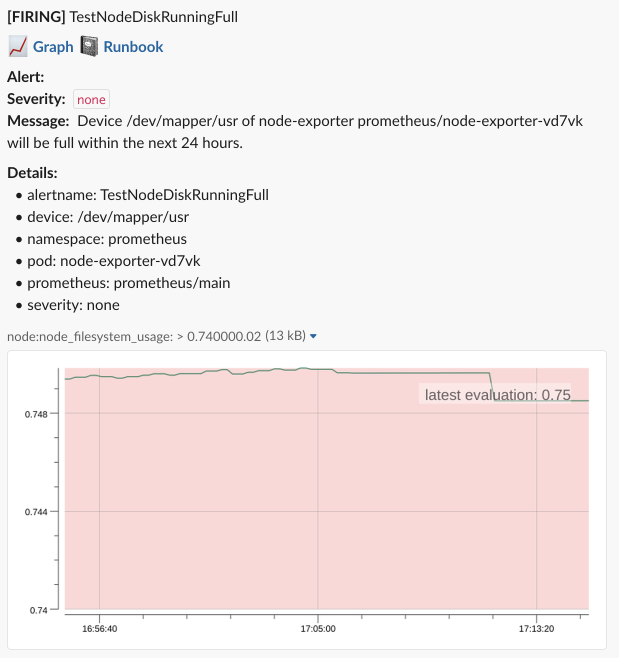 [FIRING] TestNodeDiskRunningFull
Graph Runbook
Alert:
Severity: none
Message: Device /dev/mapper/usr of node-exporter prometheus/node-exporter-vd7vk
will be full within the next 24 hours.
Details:
• alertname: TestNodeDiskRunningFull
• device: /dev/mapper/usr
• namespace: prometheus
• pod: node-exporter-vd7vk
• prometheus: prometheus/main
• severity: none
node:node_filesystem_usage: > 0.740000.02 (13 kB)
latest evaluation: 0.75
0.748
0.744
0.74
16:56:40 17:05:00 17:13:20